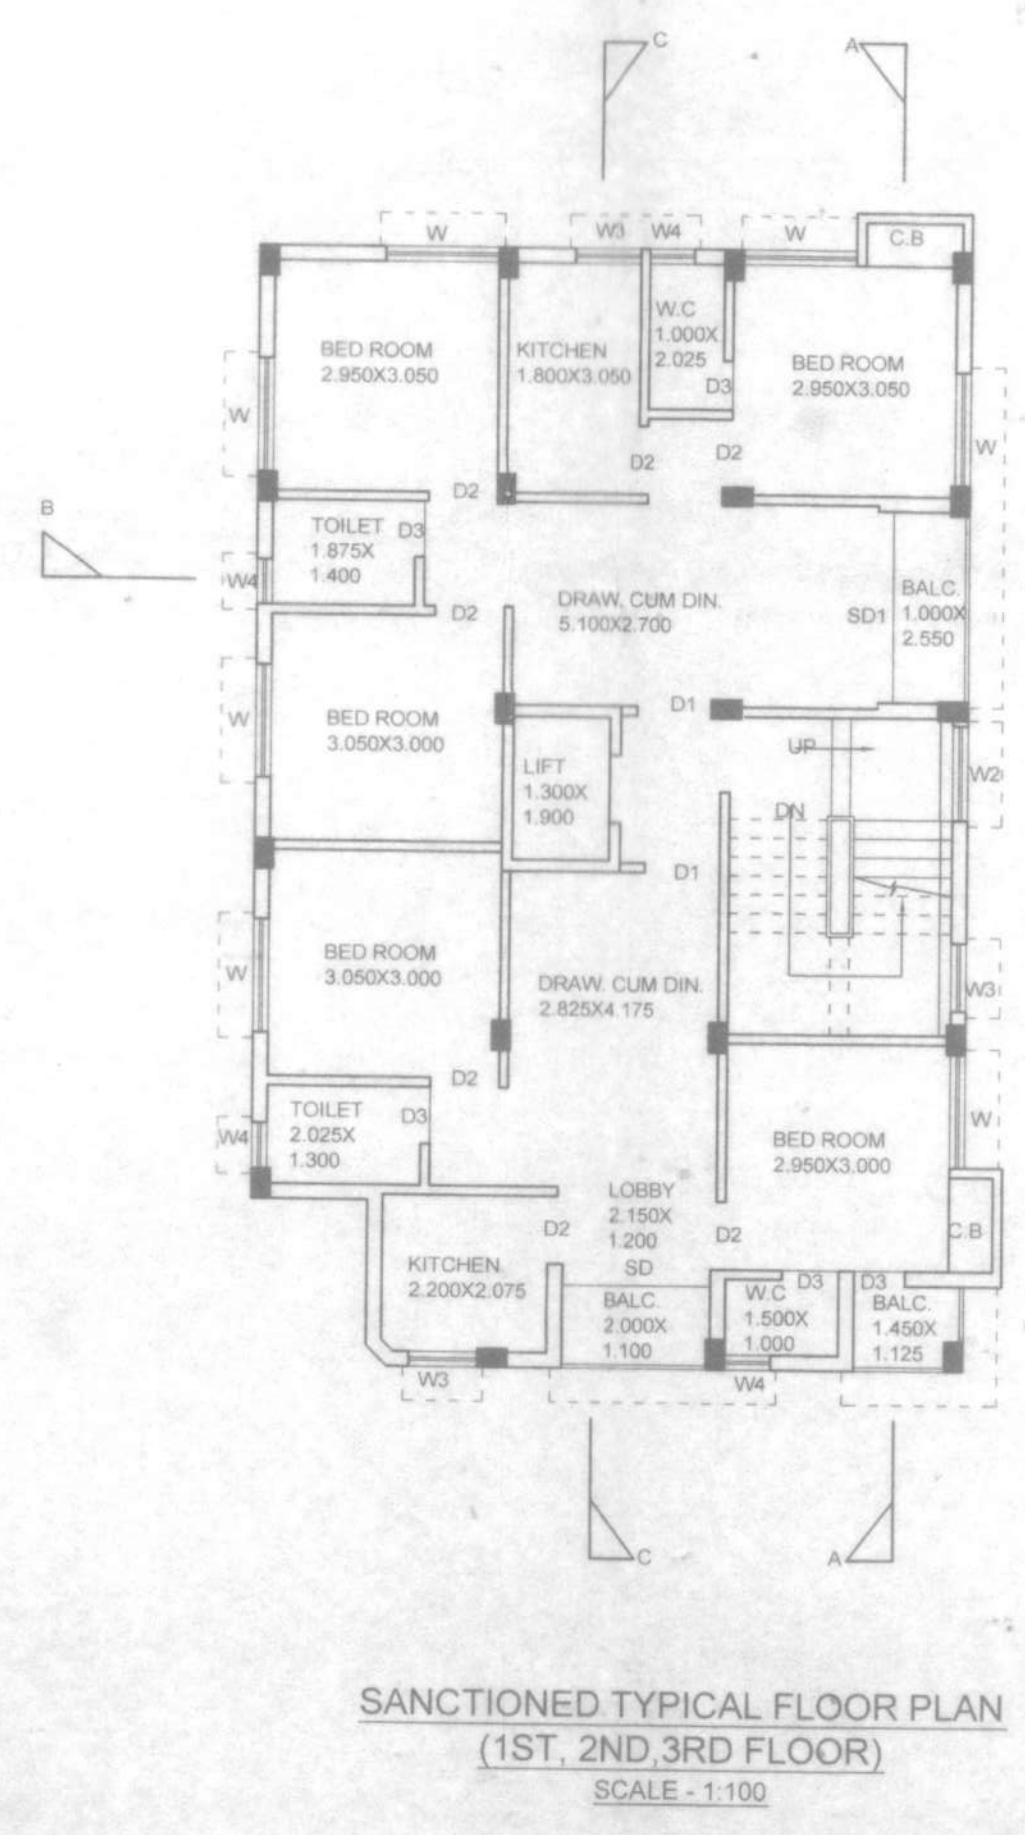 C
A
W
W3
W4
W
C.B
W.C
1.000X
2.025
BED ROOM
2.950X3.050
KITCHEN
1.800X3.050
BED ROOM
2.950X3.050
D3
W
W
D2
D2
D2
B
TOILET
1.875X
1.400
D3
W4
D2
DRAW. CUM DIN.
5.100X2.700
SD1
BALC.
1.000X
2.550
BED ROOM
3.050X3.000
W
D1
UP
LIFT
1.300X
1.900
W2
DN
D1
BED ROOM
3.050X3.000
W
DRAW. CUM DIN.
2.825X4.175
W3
D2
TOILET
2.025X
1.300
D3
W4
W
BED ROOM
2.950X3.000
LOBBY
2.150X
1.200
D2
D2
C.B
SD
KITCHEN
2.200X2.075
BALC.
2.000X
1.100
D3
D3
W.C
1.500X
1.000
BALC.
1.450X
1.125
W3
W4
C
A
SANCTIONED TYPICAL FLOOR PLAN
(1ST, 2ND,3RD FLOOR)
SCALE - 1:100